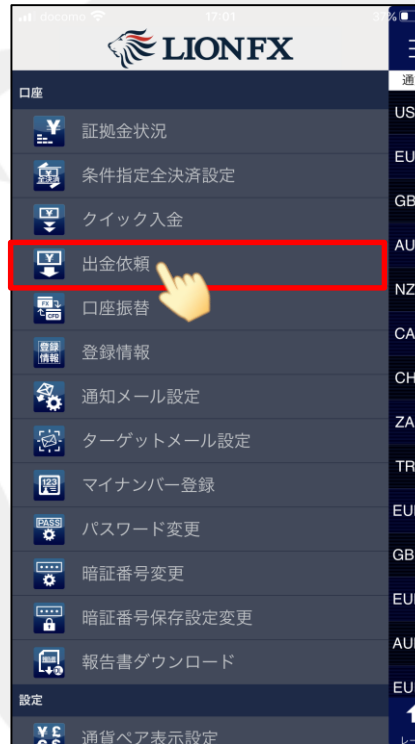 docomo 17:01 37%
LION FX
口座
証拠金状況
条件指定全決済設定
クイック入金
出金依頼
口座振替
登録情報
通知メール設定
ターゲットメール設定
マイナンバー登録
パスワード変更
暗証番号変更
暗証番号保存設定変更
報告書ダウンロード
設定
通貨ペア表示設定
通
US
EU
GB
AU
NZ
CA
CH
ZA
TR
EU
GB
EU
AU
EU
レー